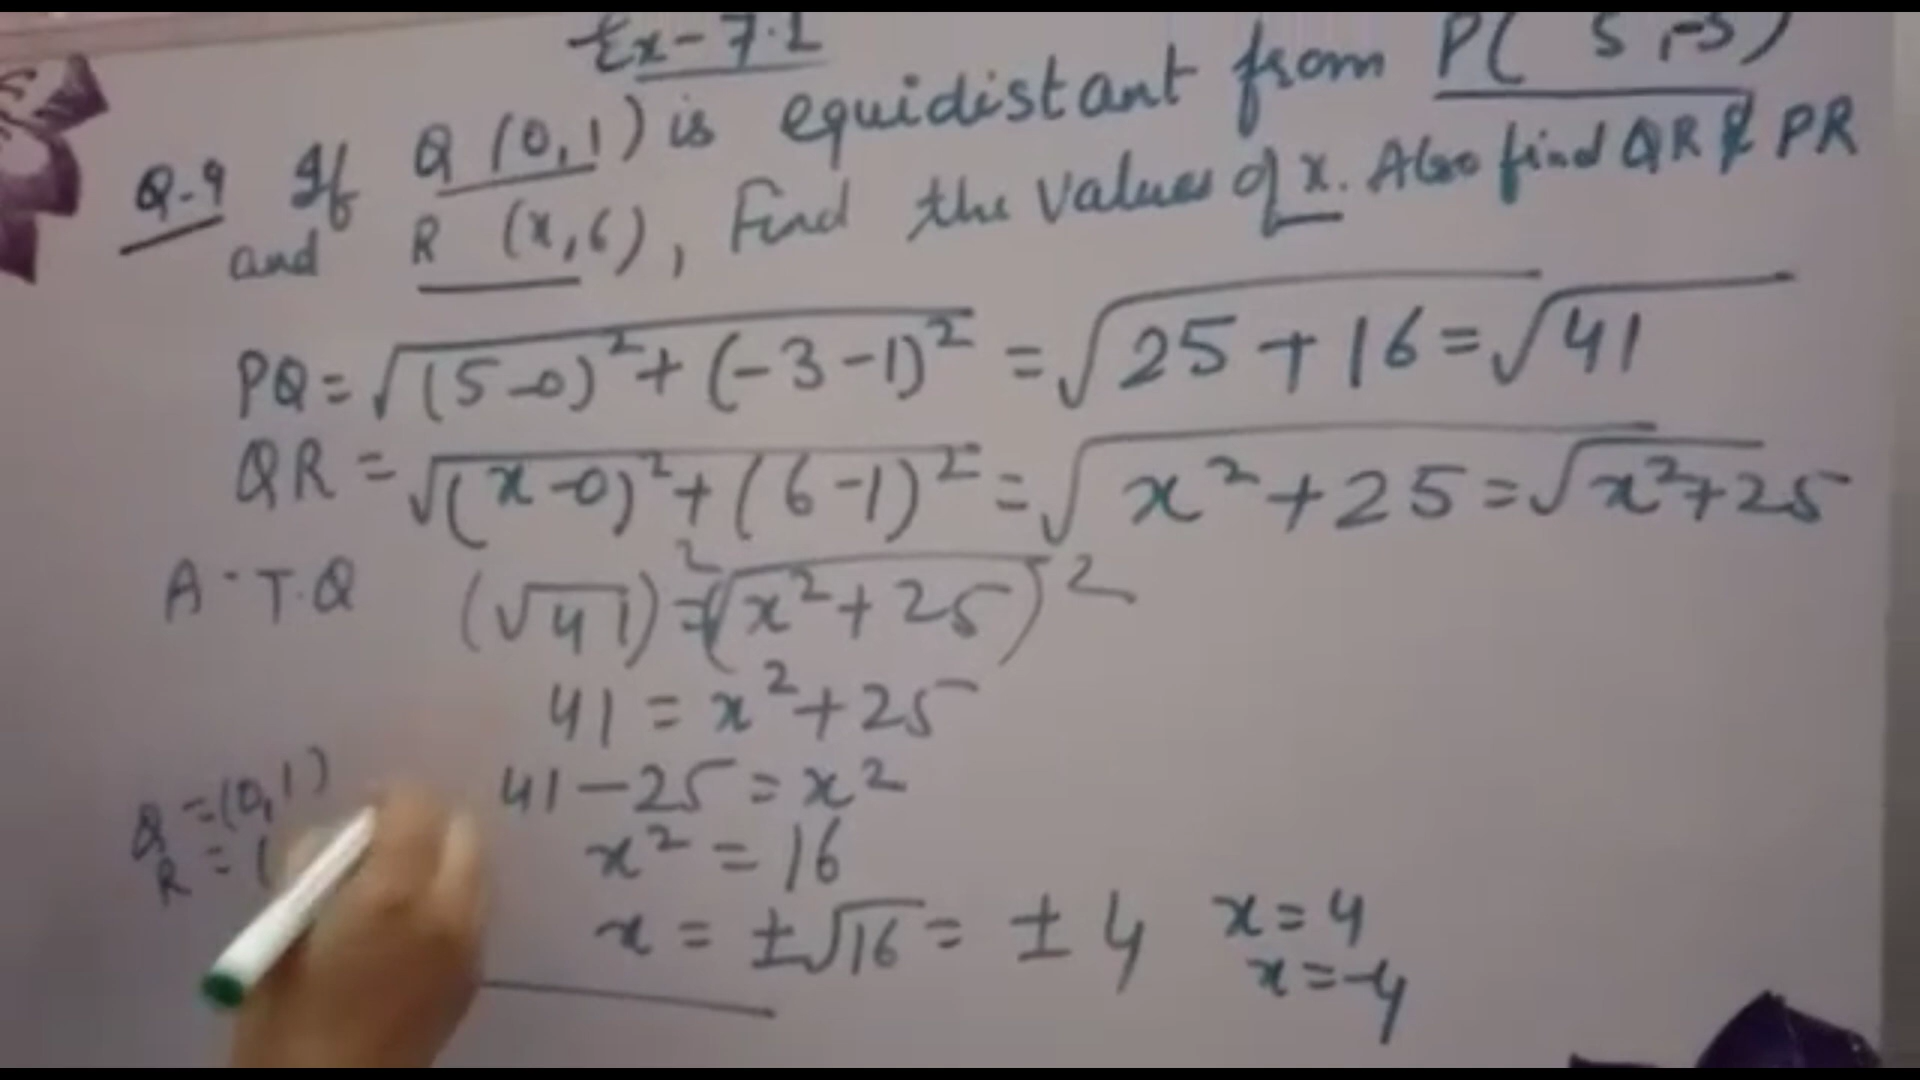 Ex-7.1
Q.9 If Q (0,1) is equidistant from P( 5,-3)
and R (x,6), Find the values of x. Also find QR & PR
PQ = √(5-0)² + (-3-1)² = √25+16 = √41
QR = √(x-0)² + (6-1)² = √x²+25 = √x²+25
A.T.Q (√41)² = (√x²+25)²
41 = x²+25
41-25 = x²
x² = 16
x = ±√16 = ±4
x=4
x=-4
Q=(0,1)
R=(